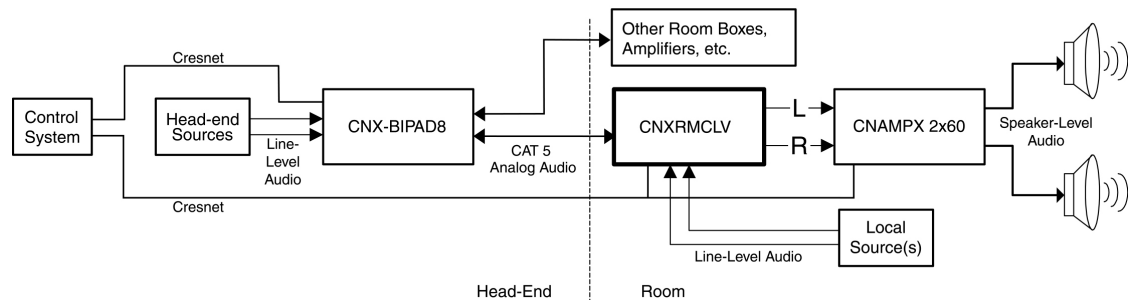 Other Room Boxes,
Amplifiers, etc.
Cresnet
Control
System
Head-end
Sources
Line-
Level
Audio
CNX-BIPAD8
CAT 5
Analog Audio
CNXRMCLV
L
R
CNAMPX 2x60
Speaker-Level
Audio
Cresnet
Local
Source(s)
Line-Level Audio
Head-End
Room